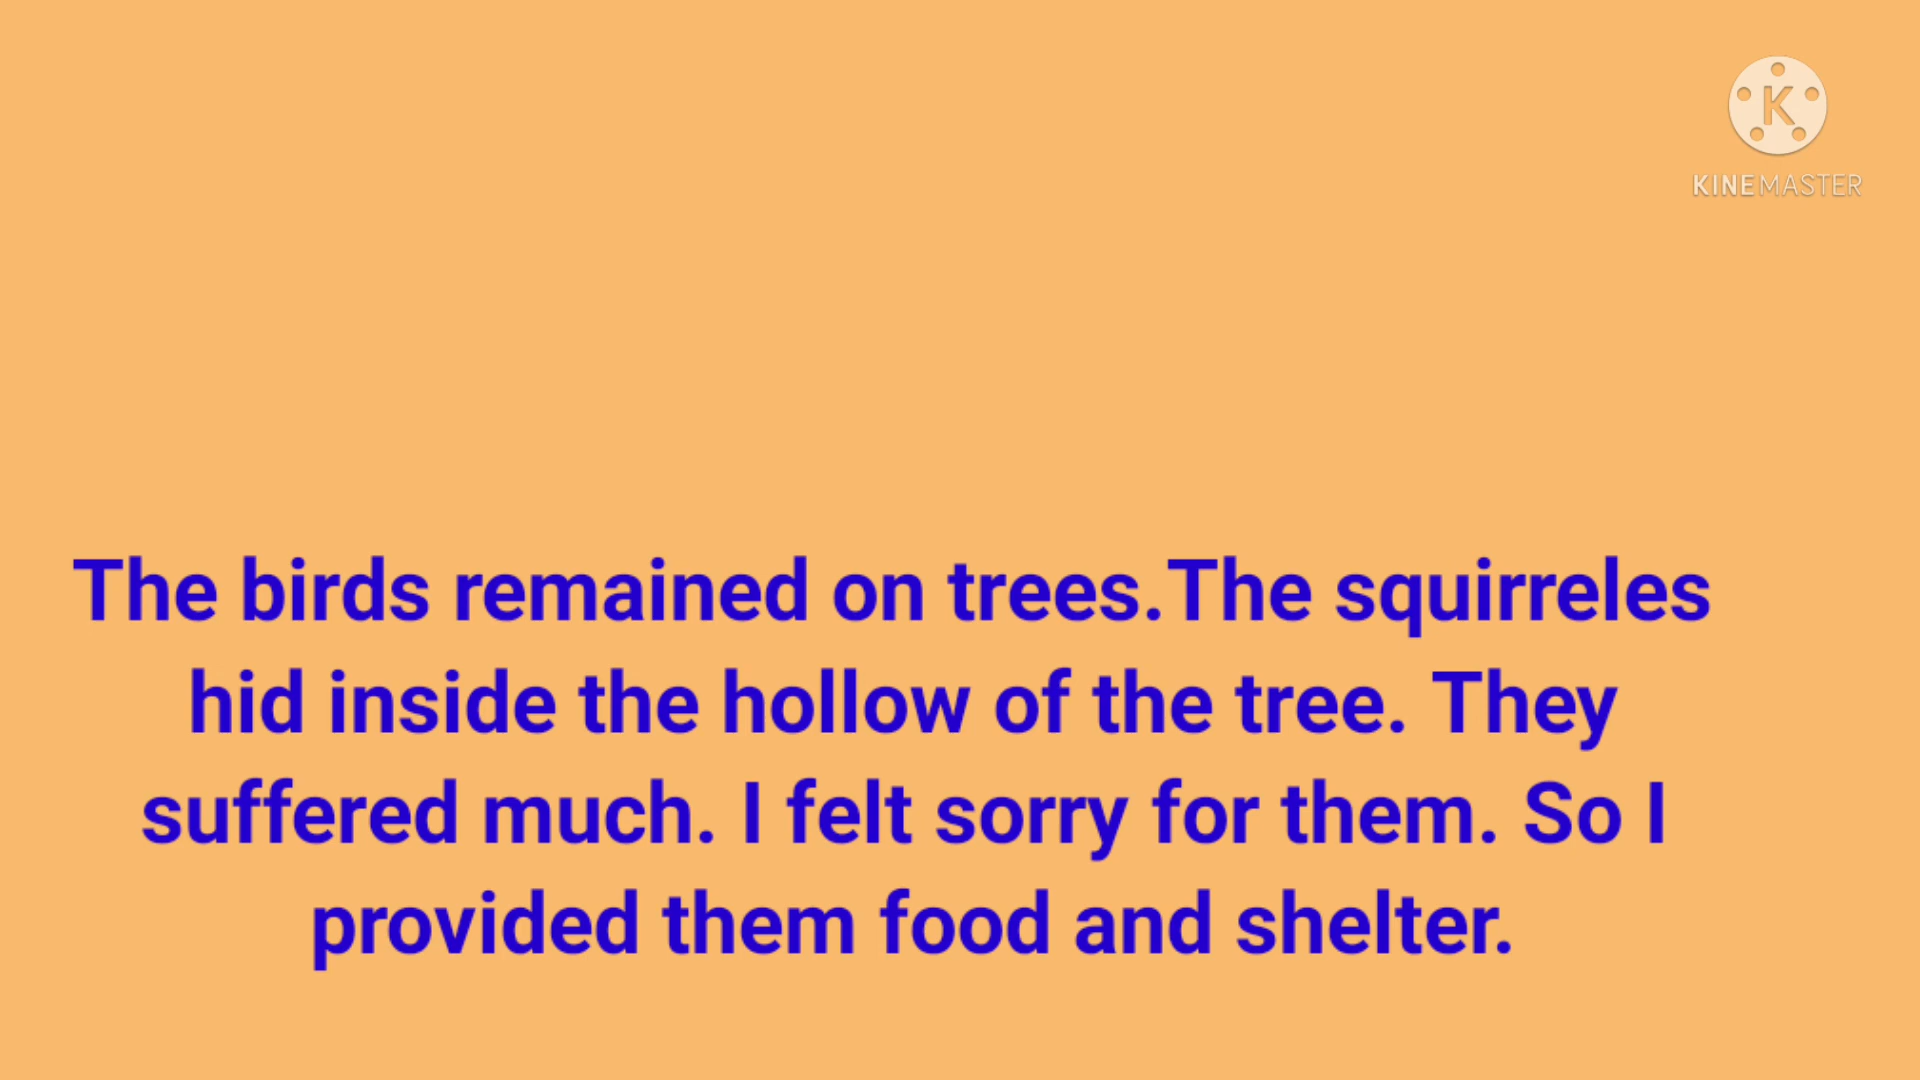 K
KINEMASTER
The birds remained on trees.The squirreles
hid inside the hollow of the tree. They
suffered much. I felt sorry for them. So I
provided them food and shelter.